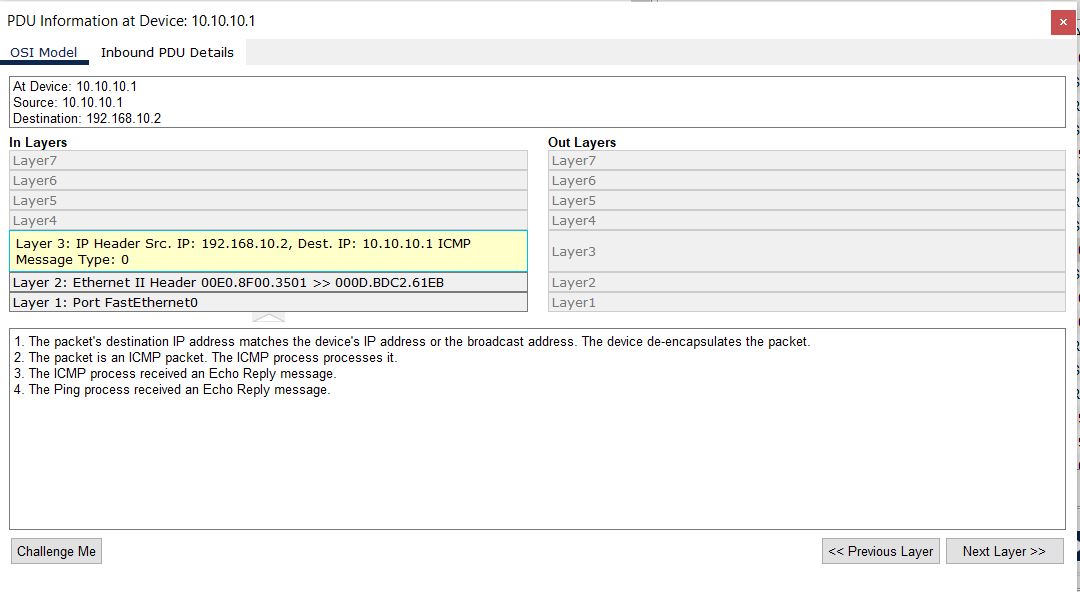 PDU Information at Device: 10.10.10.1
OSI Model
Inbound PDU Details
At Device: 10.10.10.1
Source: 10.10.10.1
Destination: 192.168.10.2
In Layers
Layer7
Layer6
Layer5
Layer4
Layer 3: IP Header Src. IP: 192.168.10.2, Dest. IP: 10.10.10.1 ICMP
Message Type: 0
Layer 2: Ethernet II Header 00E0.8F00.3501 >> 000D.BDC2.61EB
Layer 1: Port FastEthernet0
Out Layers
Layer7
Layer6
Layer5
Layer4
Layer3
Layer2
Layer1
1. The packet's destination IP address matches the device's IP address or the broadcast address. The device de-encapsulates the packet.
2. The packet is an ICMP packet. The ICMP process processes it.
3. The ICMP process received an Echo Reply message.
4. The Ping process received an Echo Reply message.
Challenge Me
<< Previous Layer
Next Layer >>